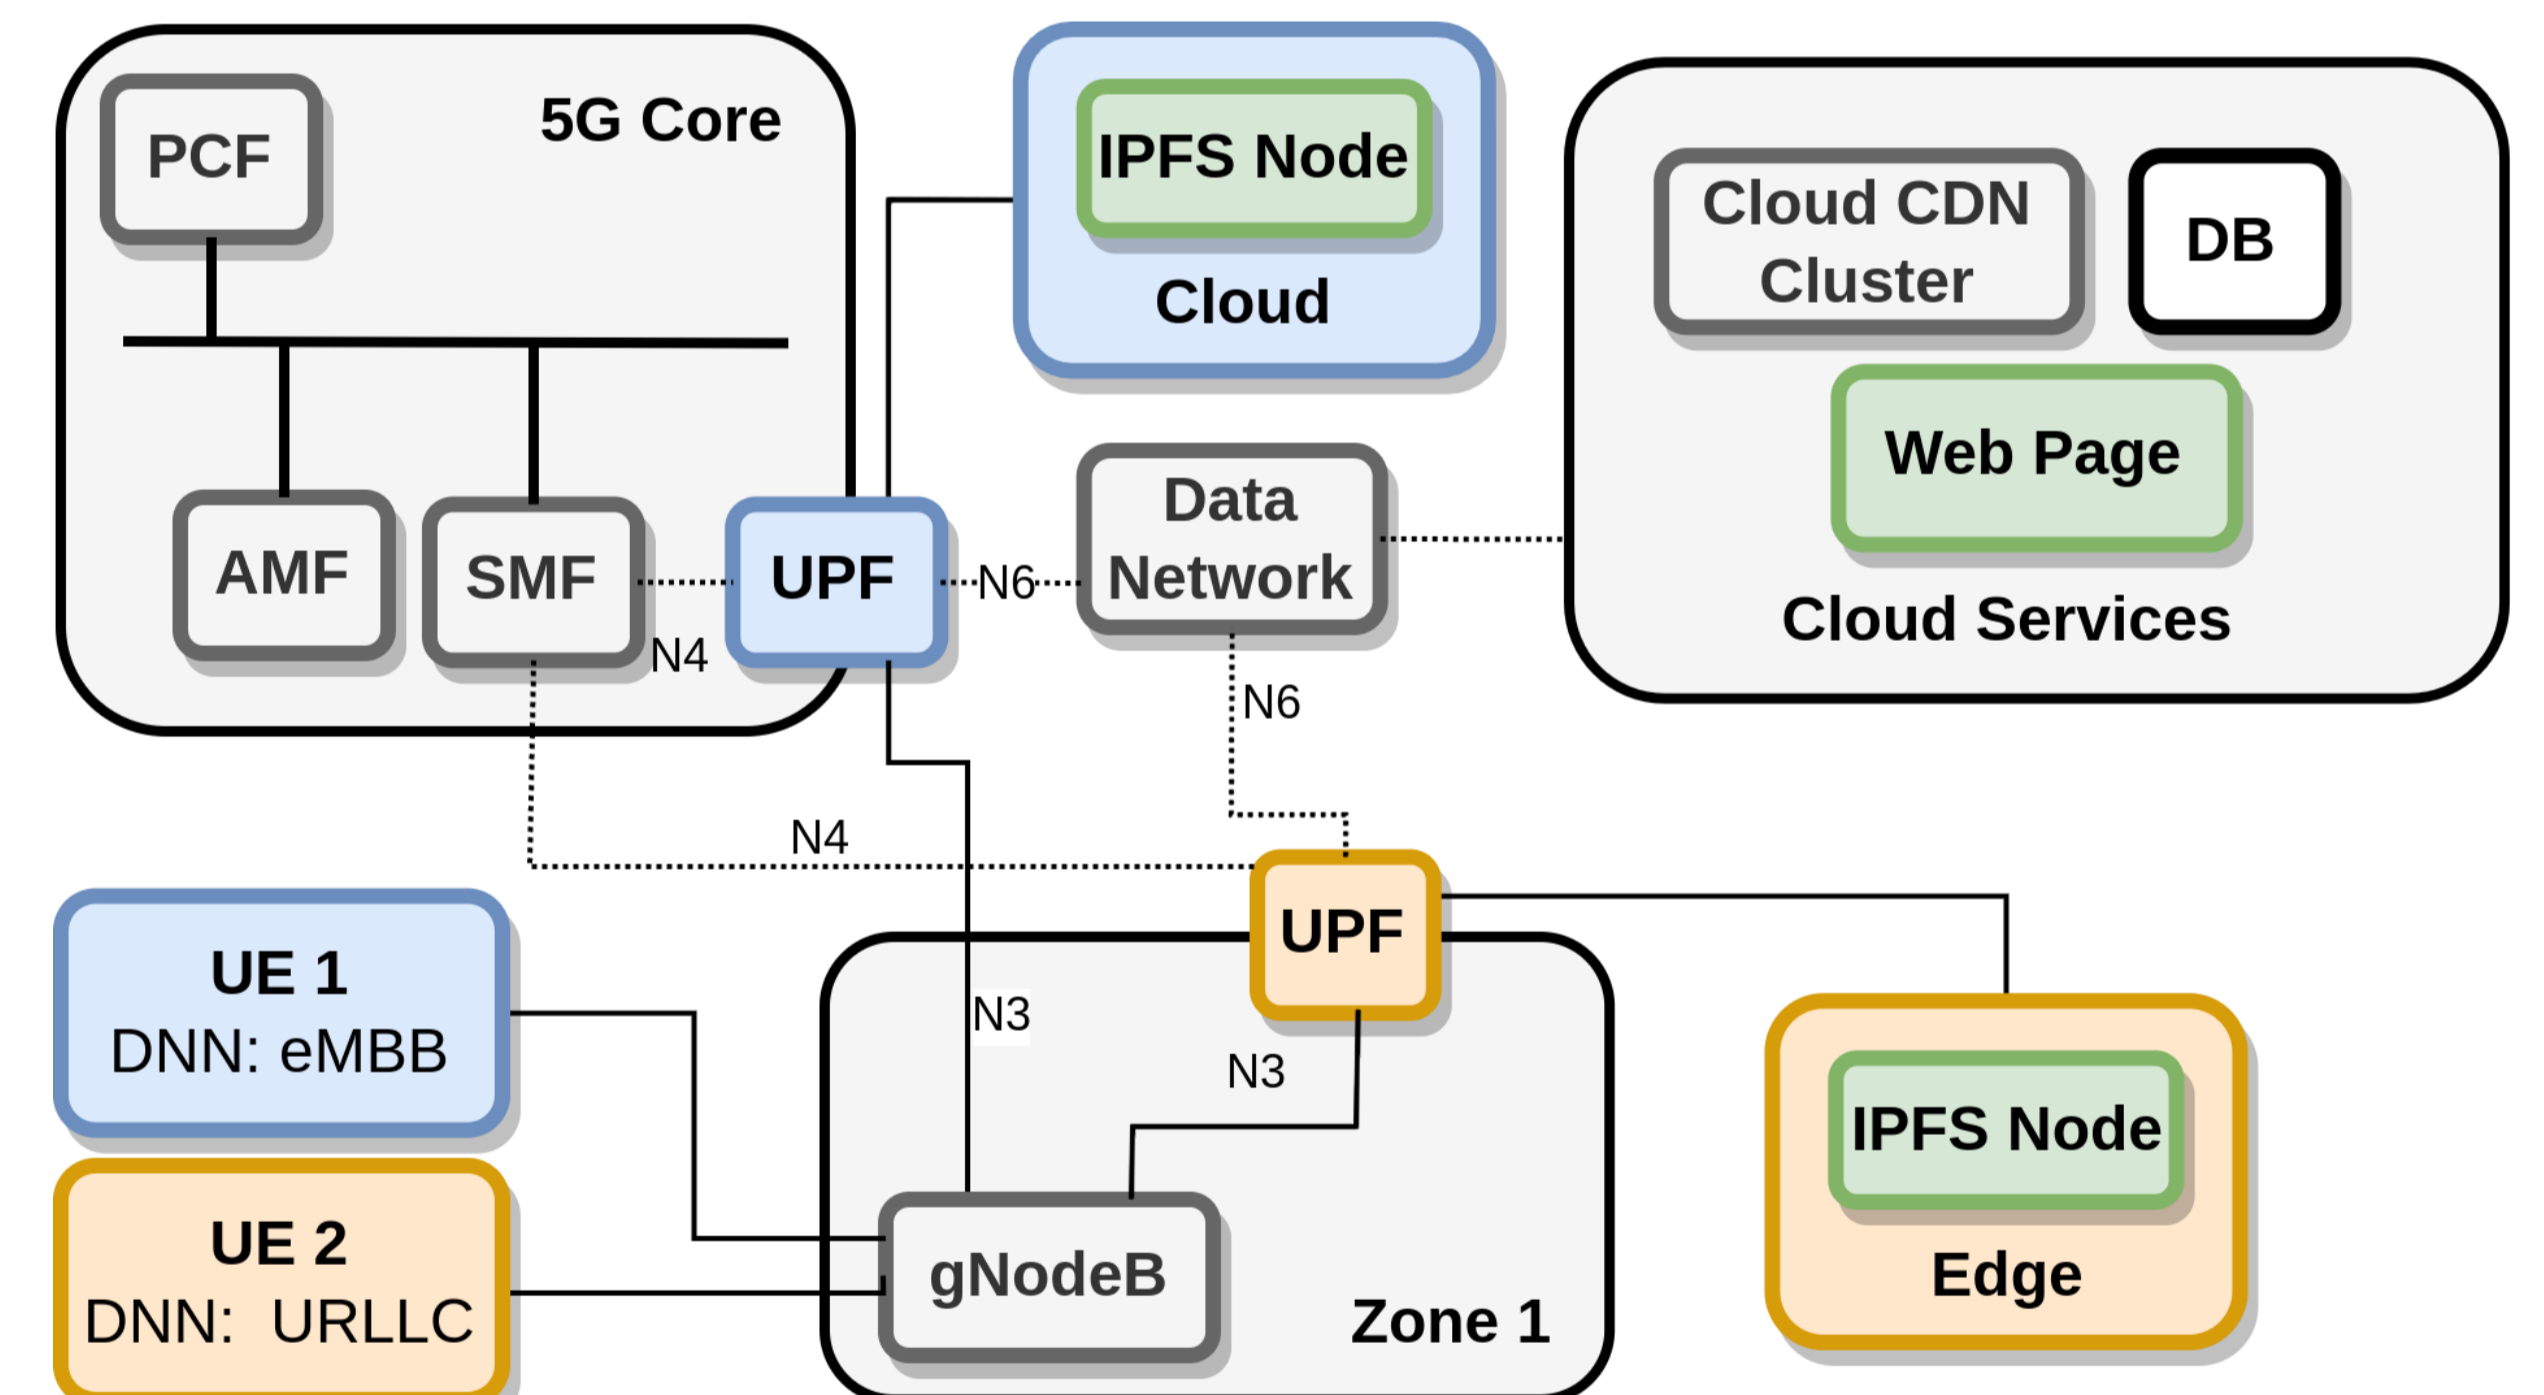 5G Core
PCF
AMF
SMF
N4
UPF
N6
IPFS Node
Cloud
Data
Network
N6
Cloud CDN
Cluster
DB
Web Page
Cloud Services
N4
UE 1
DNN: eMBB
UE 2
DNN:  URLLC
UPF
N3
N3
gNodeB
Zone 1
IPFS Node
Edge